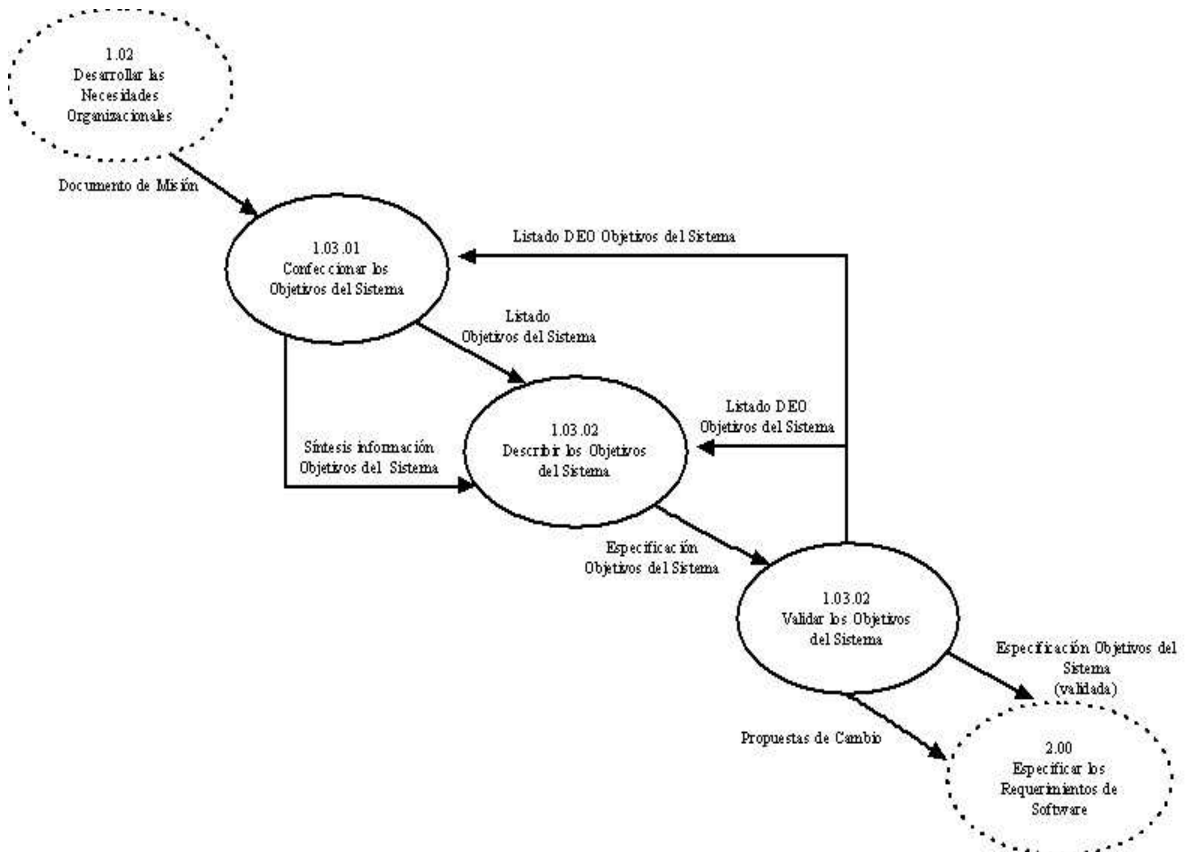 1.02
Desarrollar las
Necesidades
Organizacionales
Documento de Misión
1.03.01
Confeccionar los
Objetivos del Sistema
Listado DEO Objetivos del Sistema
Listado
Objetivos del Sistema
Síntesis información
Objetivos del Sistema
1.03.02
Describir los Objetivos
del Sistema
Listado DEO
Objetivos del Sistema
Especificación
Objetivos del Sistema
1.03.02
Validar los Objetivos
del Sistema
Especificación Objetivos del
Sistema
(validada)
Propuestas de Cambio
2.00
Especificar los
Requerimientos de
Software